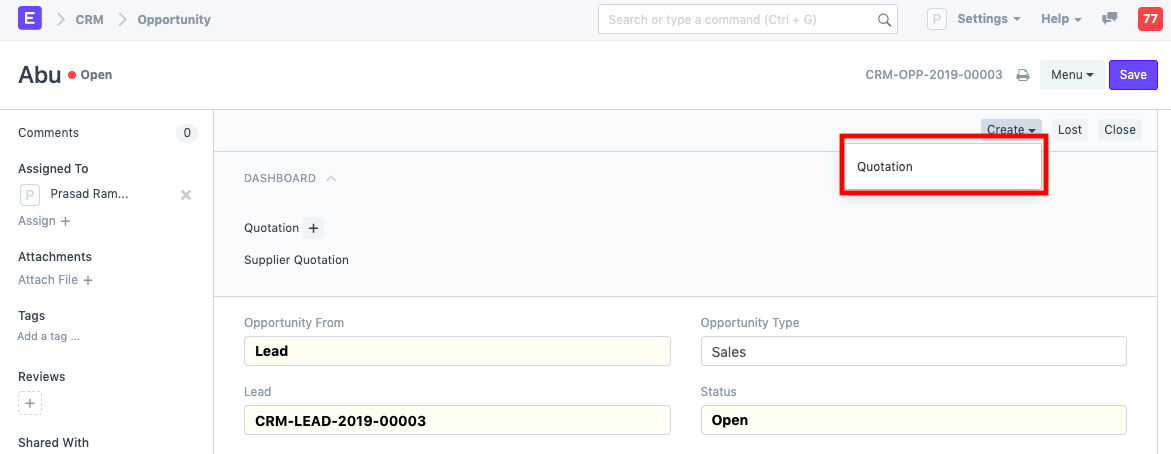 E CRM Opportunity Search or type a command (Ctrl + G) P Settings Help 77
Abu Open CRM-OPP-2019-00003 Menu Save
Comments 0
Create Lost Close
Quotation
Assigned To
P Prasad Ram...
Assign +
Attachments
Attach File +
Tags
Add a tag ...
Reviews
+
Shared With
DASHBOARD
Quotation +
Supplier Quotation
Opportunity From
Lead
Opportunity Type
Sales
Lead
CRM-LEAD-2019-00003
Status
Open